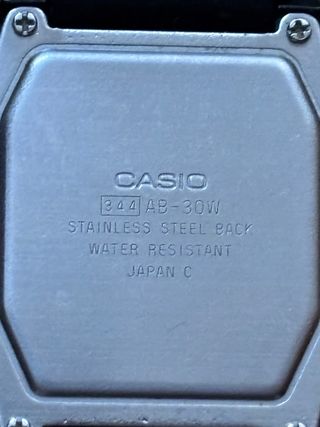 CASIO
344 AB-30W
STAINLESS STEEL BACK
WATER RESISTANT
JAPAN C